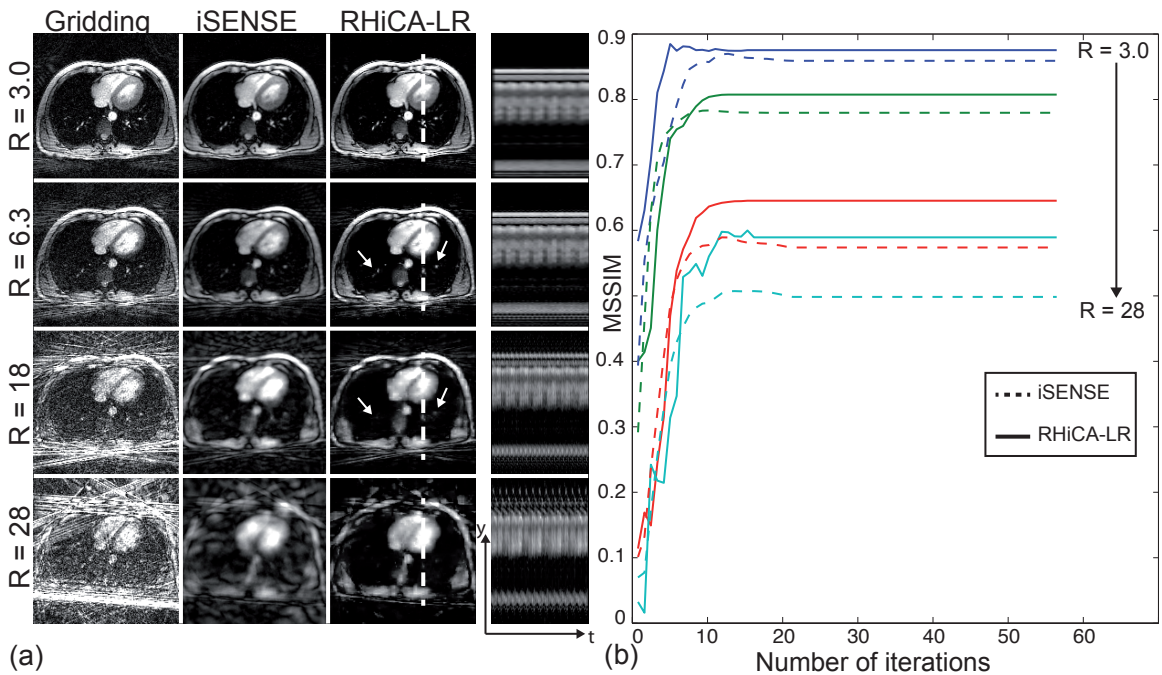 Gridding iSENSE RHiCA-LR
R = 3.0
R = 6.3
R = 18
R = 28
y
t
(a)
MSSIM
0.9
0.8
0.7
0.6
0.5
0.4
0.3
0.2
0.1
0
0 10 20 30 40 50 60
Number of iterations
R = 3.0
R = 28
iSENSE
RHiCA-LR
(b)